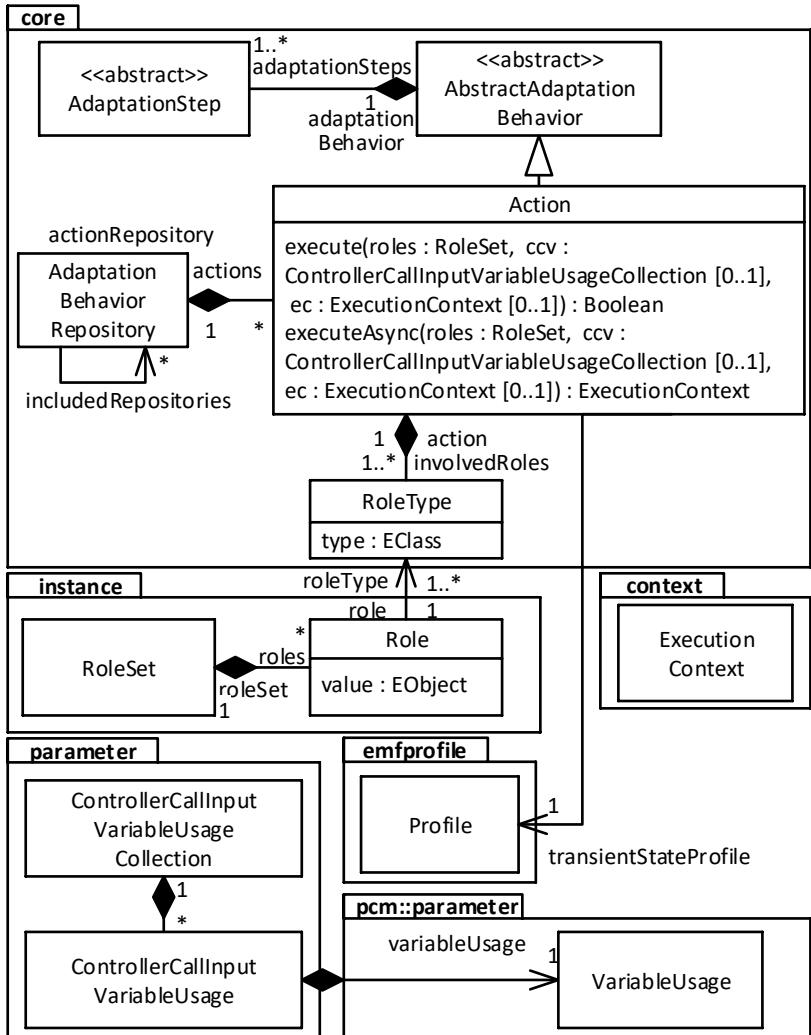 core
<<abstract>>
AdaptationStep
1..*
adaptationSteps
1
adaptation
Behavior
<<abstract>>
AbstractAdaptation
Behavior
Action
execute(roles : RoleSet, ccv :
ControllerCallInputVariableUsageCollection [0..1],
ec : ExecutionContext [0..1]) : Boolean
executeAsync(roles : RoleSet, ccv :
ControllerCallInputVariableUsageCollection [0..1],
ec : ExecutionContext [0..1]) : ExecutionContext
actionRepository
Adaptation
Behavior
Repository
actions
1
*
*
includedRepositories
1
action
1..*
involvedRoles
RoleType
type : EClass
roleType
1..*
instance
role
1
RoleSet
*
roles
roleSet
1
Role
value : EObject
context
Execution
Context
parameter
ControllerCallInput
VariableUsage
Collection
1
*
ControllerCallInput
VariableUsage
emfprofile
Profile
1
transientStateProfile
pcm::parameter
variableUsage
1
VariableUsage